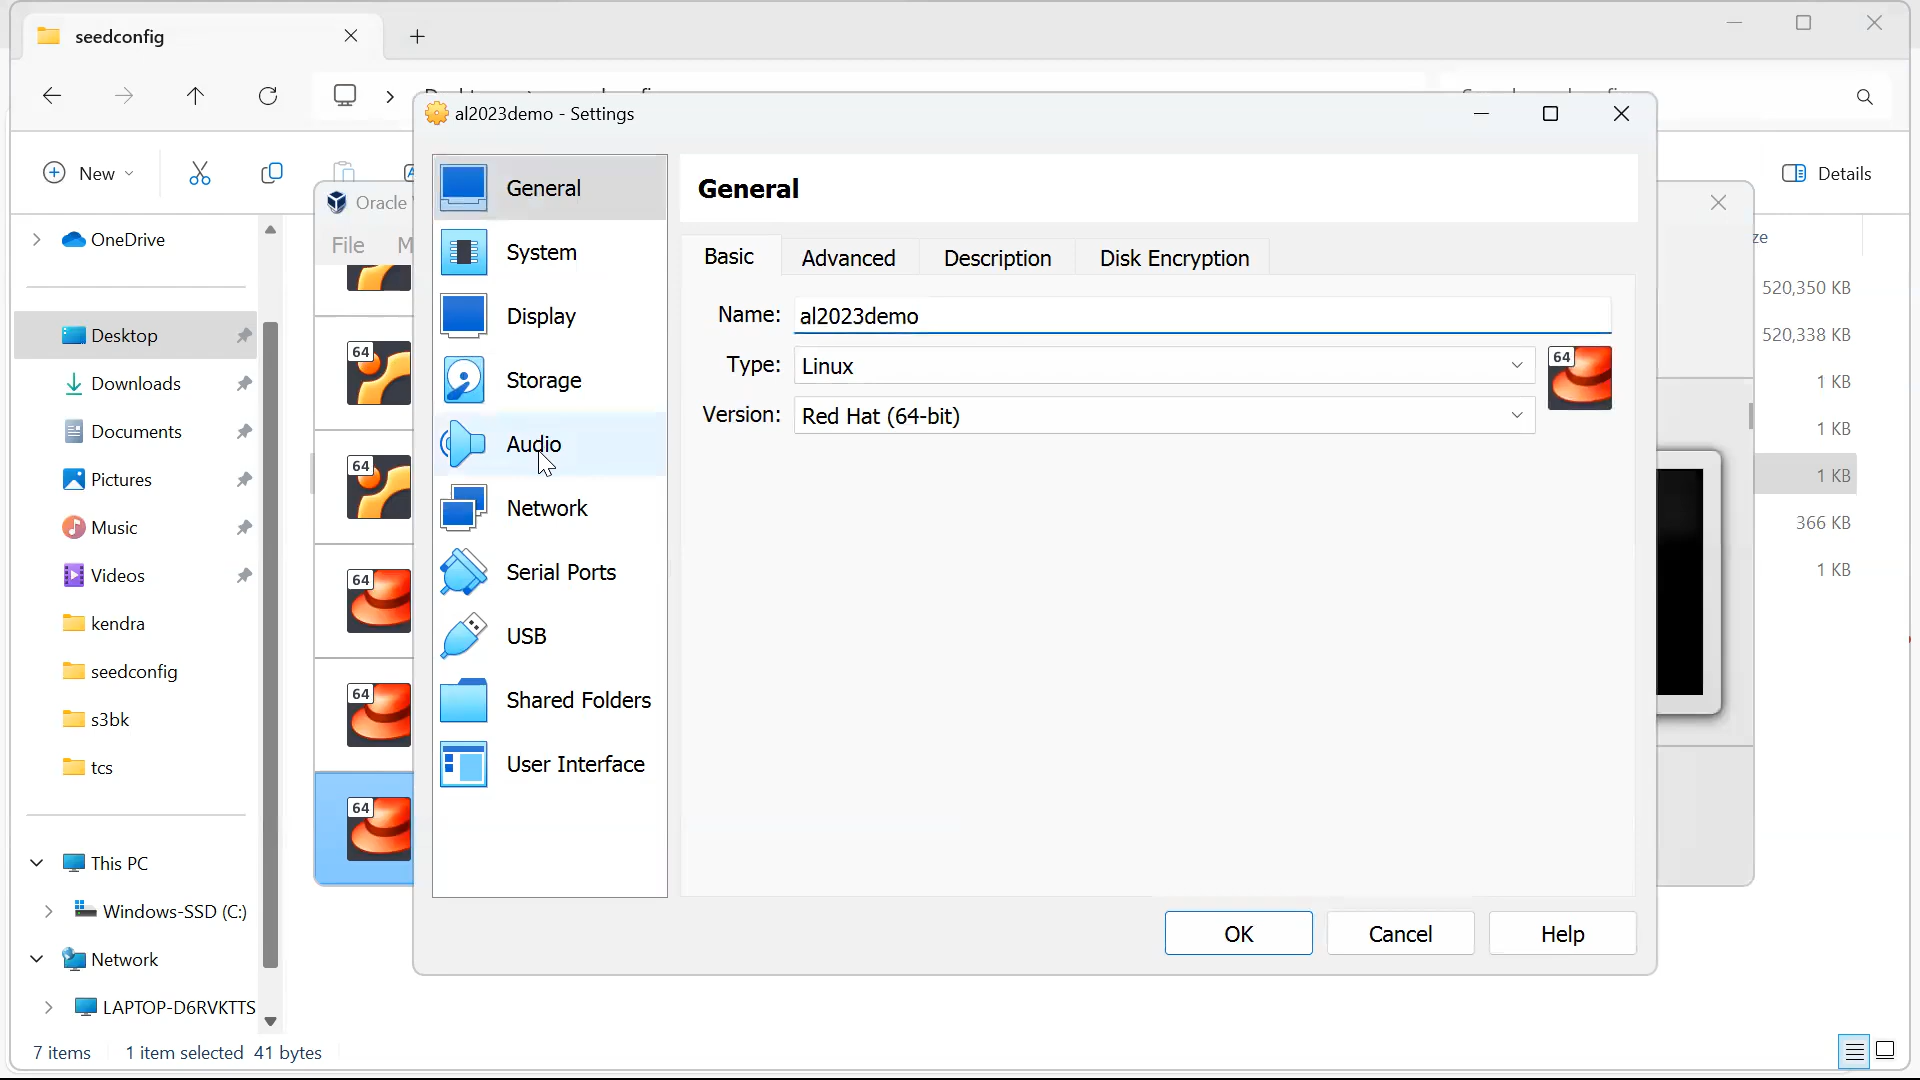 seedconfig
al2023demo - Settings
New
Details
Oracle
File
M
ze
OneDrive
Desktop
Downloads
Documents
Pictures
Music
Videos
kendra
seedconfig
s3bk
tcs
This PC
Windows-SSD (C:)
Network
LAPTOP-D6RVKTTS
64
64
64
64
64
General
System
Display
Storage
Audio
Network
Serial Ports
USB
Shared Folders
User Interface
General
Basic
Advanced
Description
Disk Encryption
Name: al2023demo
Type: Linux
64
Version: Red Hat (64-bit)
OK
Cancel
Help
520,350 KB
520,338 KB
1 KB
1 KB
1 KB
366 KB
1 KB
7 items
1 item selected 41 bytes